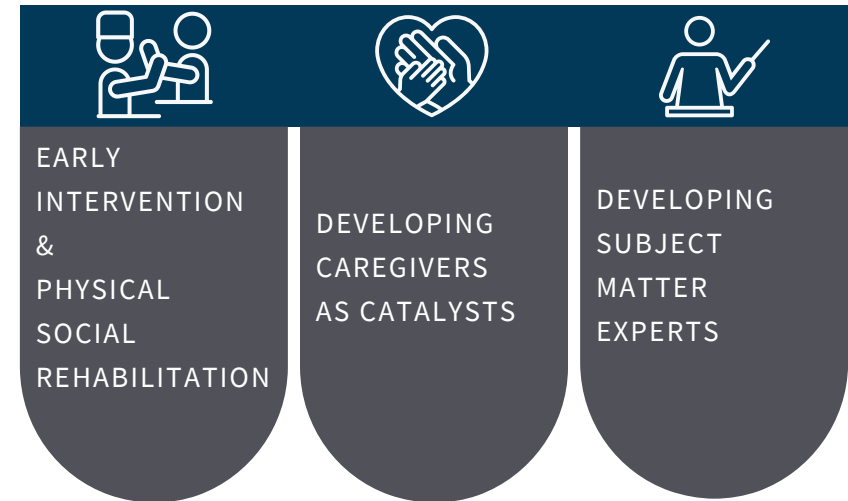 EARLY
INTERVENTION
&
PHYSICAL
SOCIAL
REHABILITATION
DEVELOPING
CAREGIVERS
AS CATALYSTS
DEVELOPING
SUBJECT
MATTER
EXPERTS